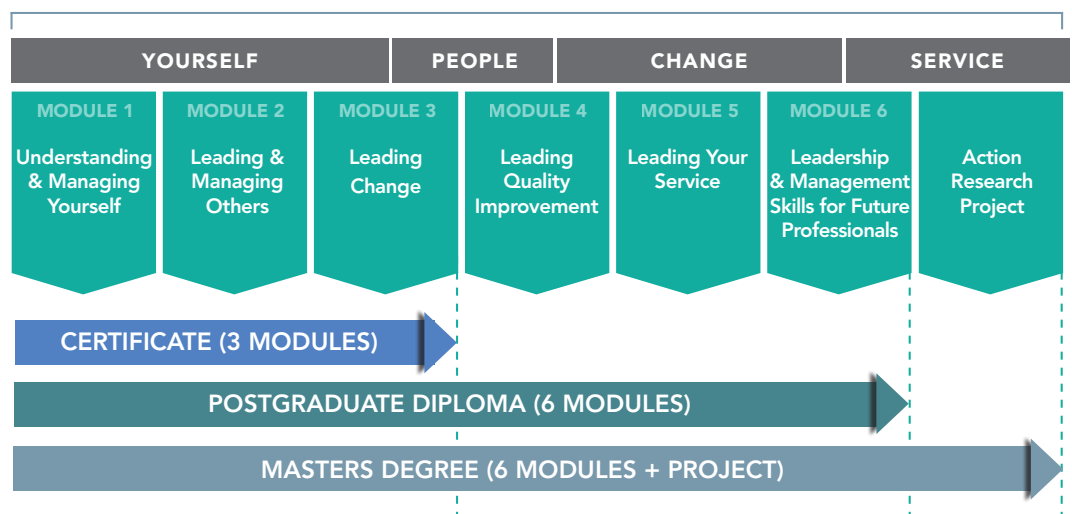 YOURSELF
PEOPLE
CHANGE
SERVICE
MODULE 1
Understanding
& Managing
Yourself
MODULE 2
Leading &
Managing
Others
MODULE 3
Leading
Change
MODULE 4
Leading
Quality
Improvement
MODULE 5
Leading Your
Service
MODULE 6
Leadership
& Management
Skills for Future
Professionals
Action
Research
Project
CERTIFICATE (3 MODULES)
POSTGRADUATE DIPLOMA (6 MODULES)
MASTERS DEGREE (6 MODULES + PROJECT)